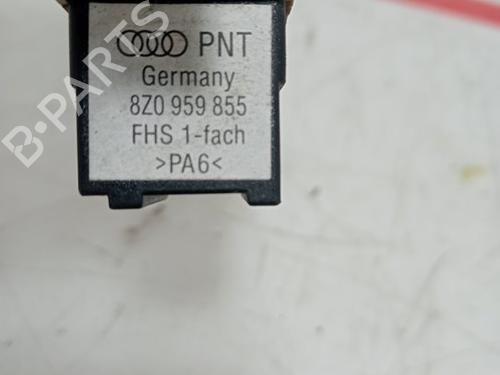 PNT
Germany
8Z0 959 855
FHS 1-fach
>PA6<
B-PARTS